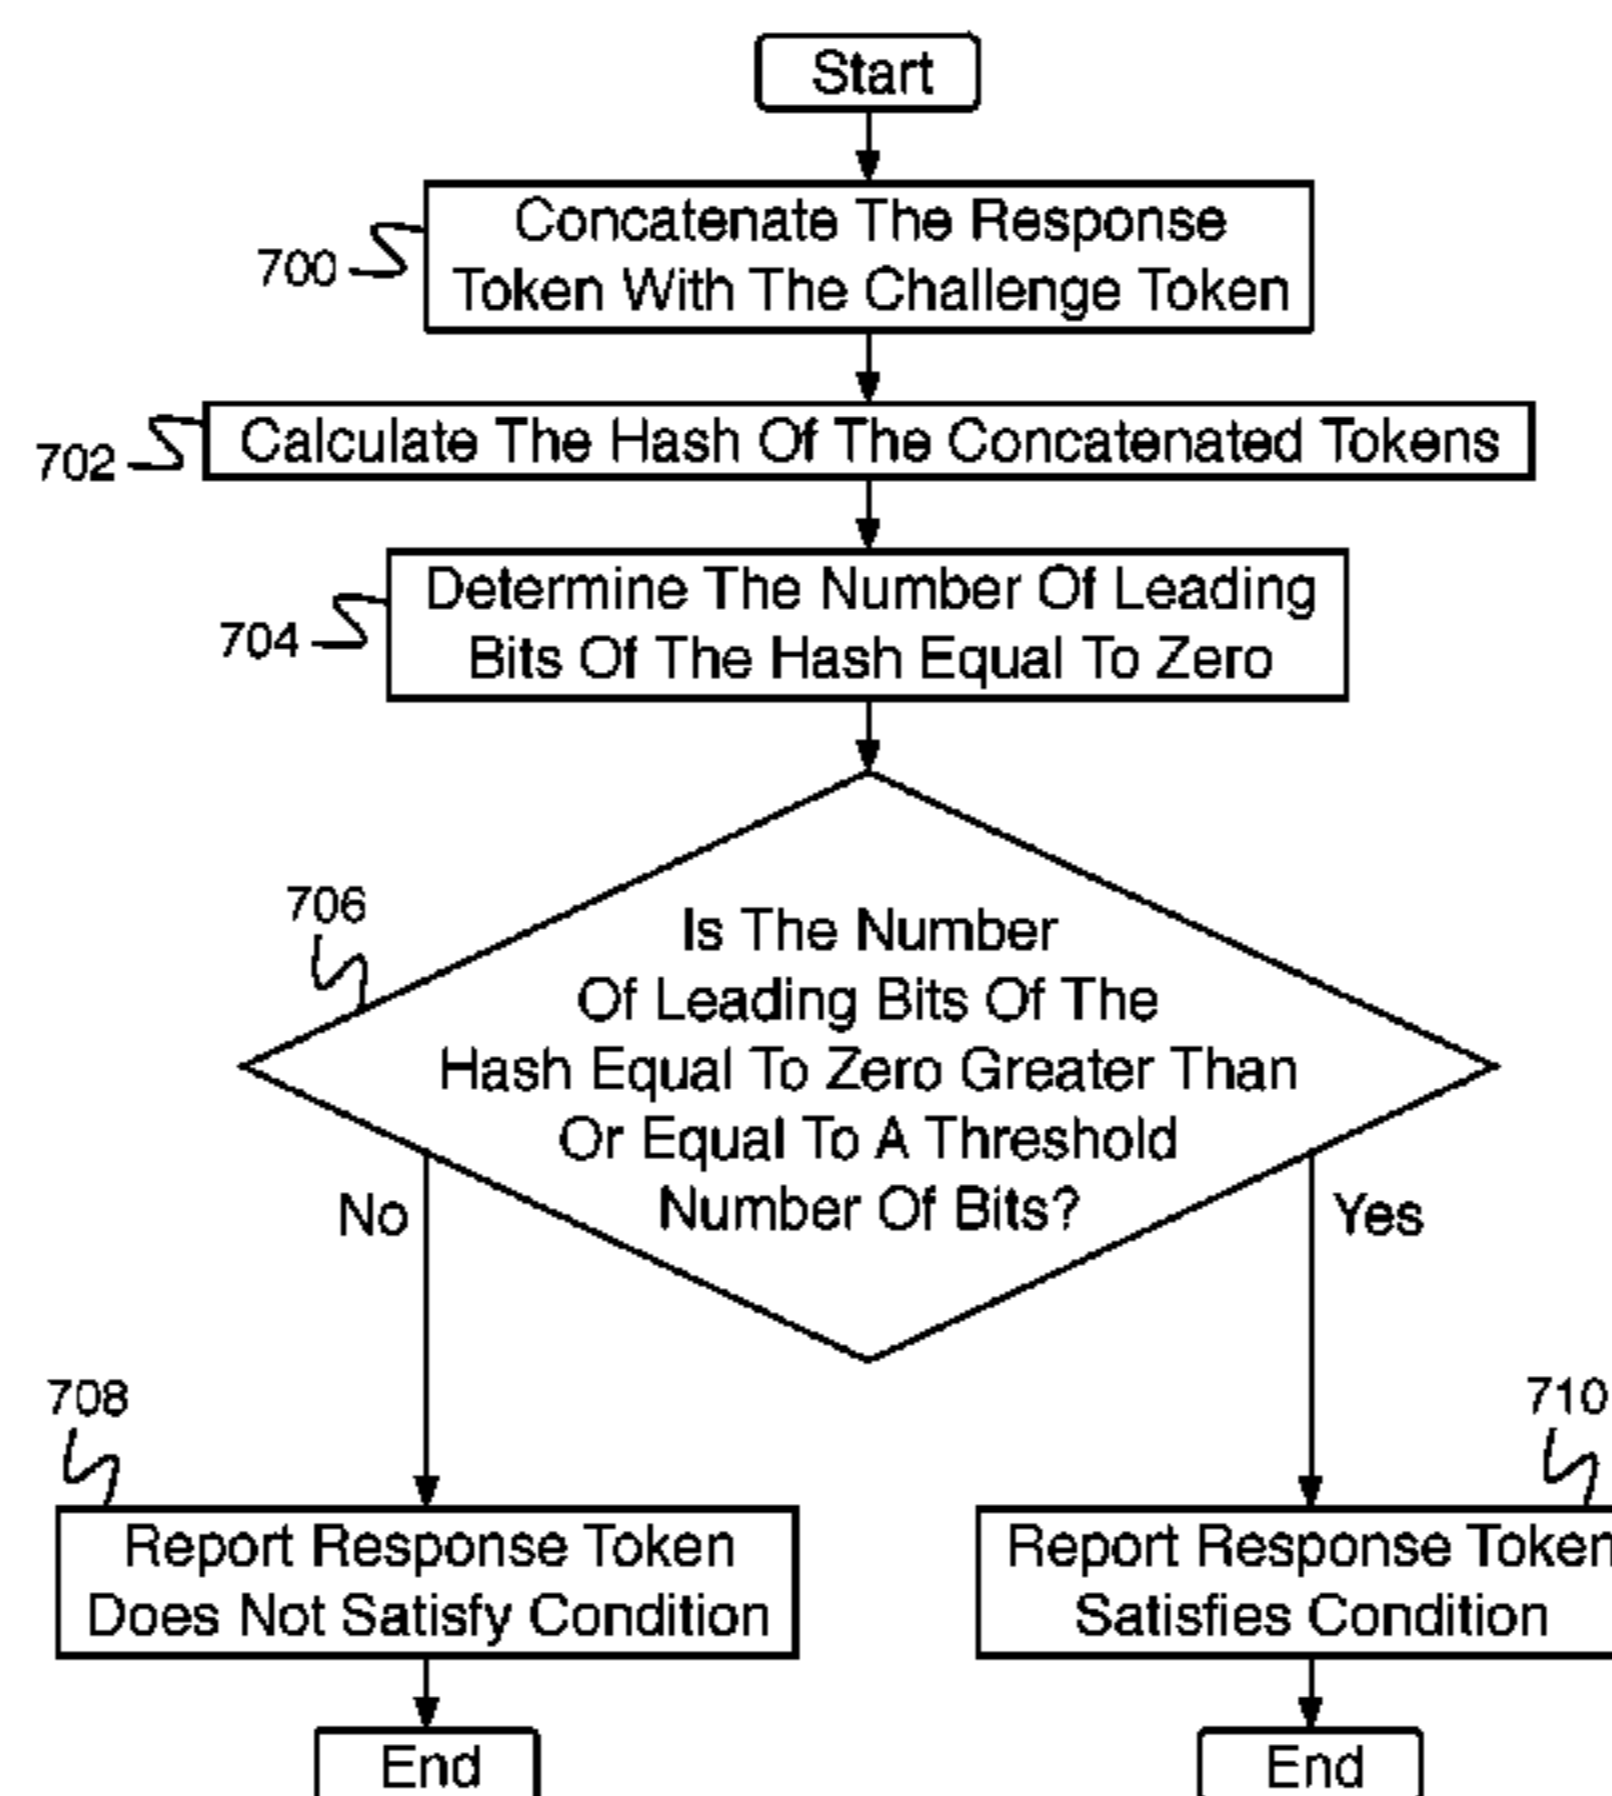 Start
700
Concatenate The Response
Token With The Challenge Token
702
Calculate The Hash Of The Concatenated Tokens
704
Determine The Number Of Leading
Bits Of The Hash Equal To Zero
706
Is The Number
Of Leading Bits Of The
Hash Equal To Zero Greater Than
Or Equal To A Threshold
Number Of Bits?
No
Yes
708
710
Report Response Token
Does Not Satisfy Condition
Report Response Token
Satisfies Condition
End
End